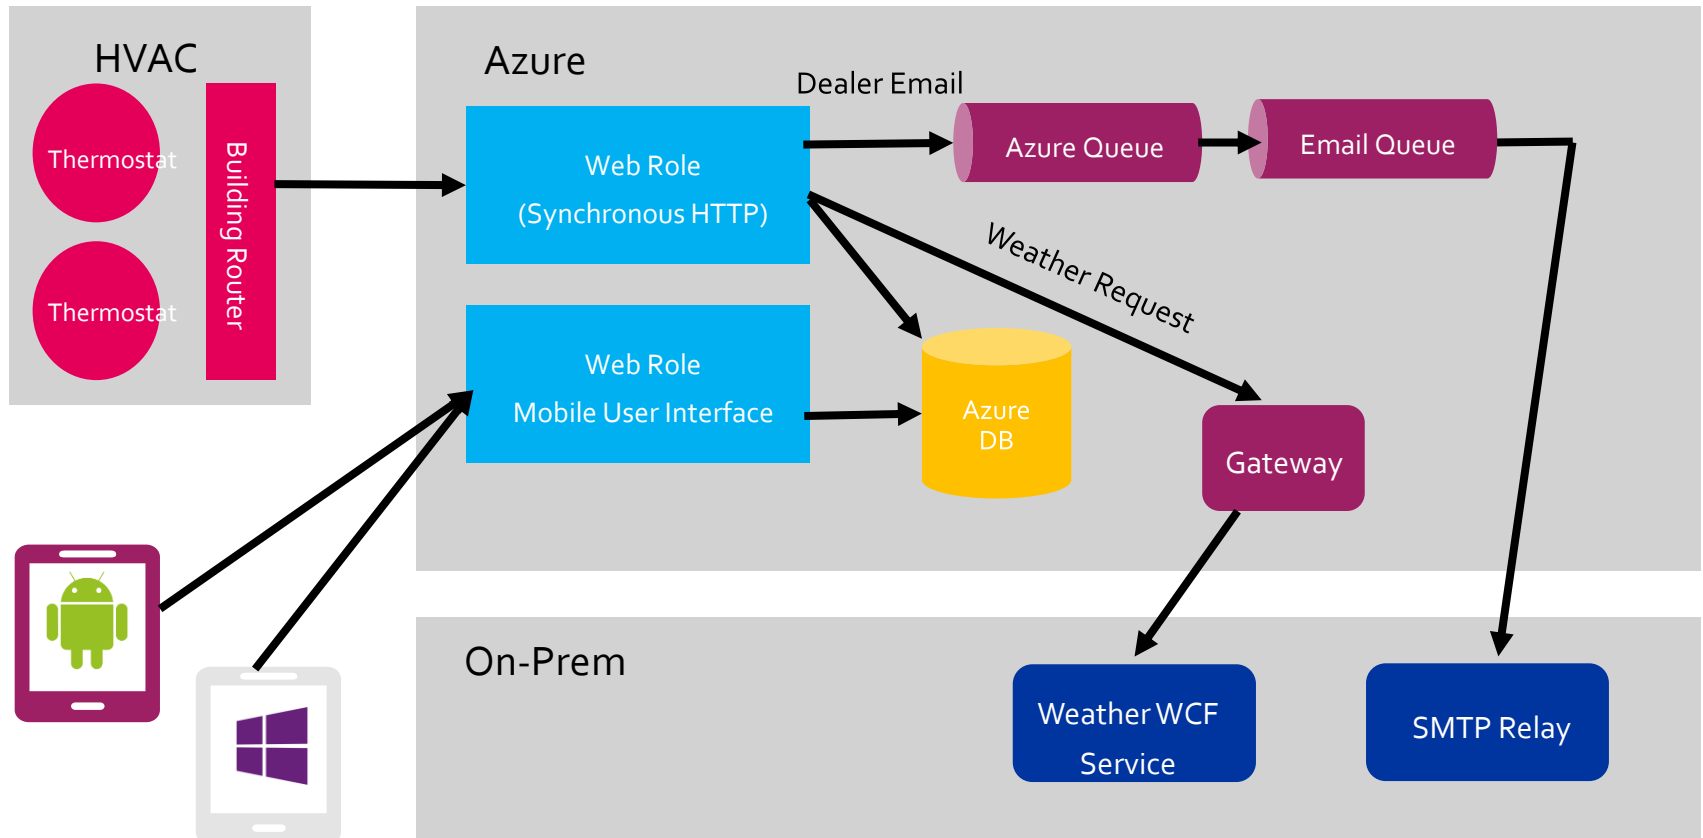 HVAC
Thermostat
Thermostat
Building Router
Azure
Dealer Email
Web Role
(Synchronous HTTP)
Azure Queue
Email Queue
Weather Request
Web Role
Mobile User Interface
Azure
DB
Gateway
On-Prem
Weather WCF
Service
SMTP Relay